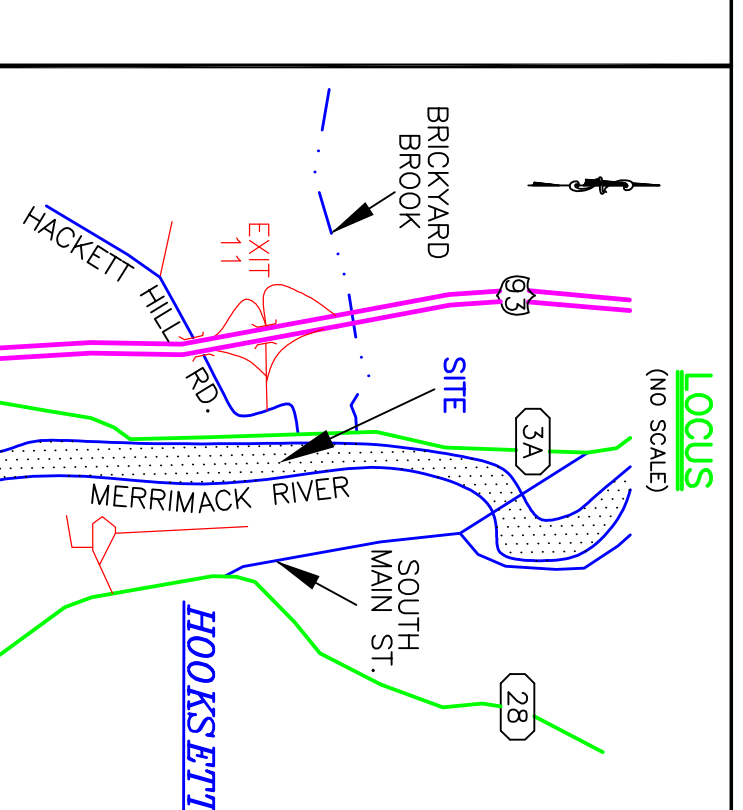 LOCUS
(NO SCALE)
93
3A
28
BRICKYARD
BROOK
SITE
SOUTH
MAIN ST.
EXIT
11
HACKETT HILL RD.
MERRIMACK RIVER
HOOKSETT